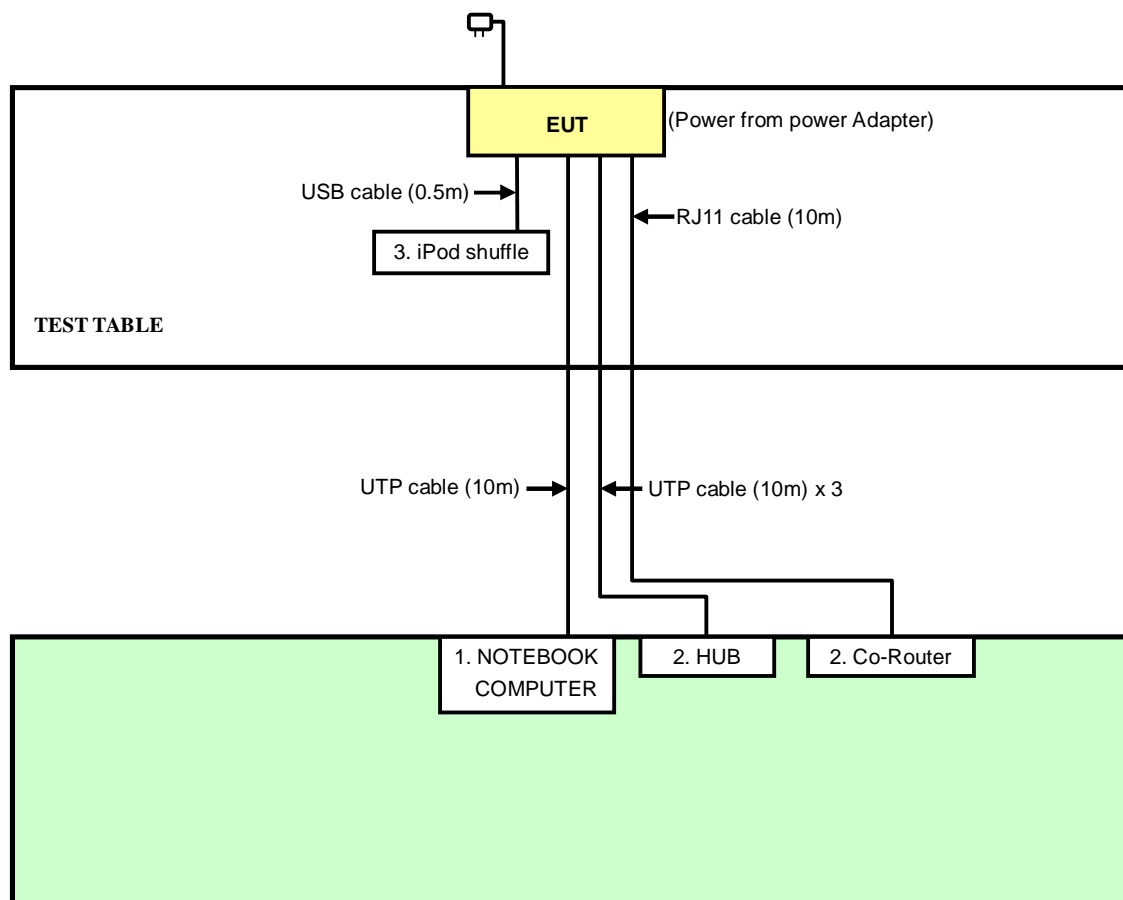 EUT
(Power from power Adapter)
USB cable (0.5m)
RJ11 cable (10m)
3. iPod shuffle
TEST TABLE
UTP cable (10m)
UTP cable (10m) x 3
1. NOTEBOOK
COMPUTER
2. HUB
2. Co-Router